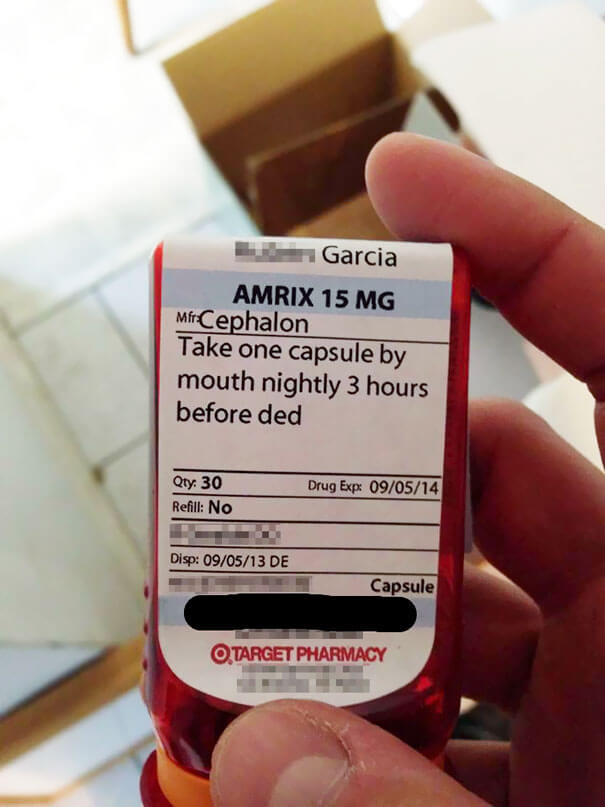 Garcia
AMRIX 15 MG
Mfr:Cephalon
Take one capsule by
mouth nightly 3 hours
before ded
Qty: 30 Drug Exp: 09/05/14
Refill: No
Disp: 09/05/13 DE
Capsule
TARGET PHARMACY